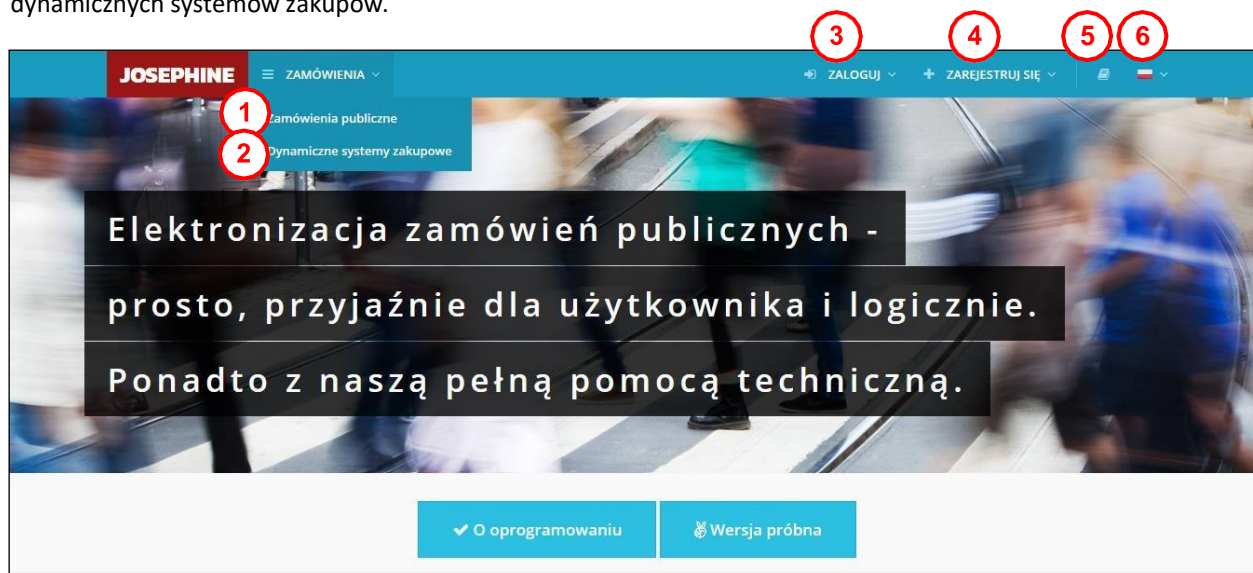 dynamicznych systemów zakupów.
3 4 5 6
JOSEPHINE ZAMÓWIENIA ZALOGUJ ZAREJESTRUJ SIĘ
1 Zamówienia publiczne
2 Dynamiczne systemy zakupowe
Elektronizacja zamówień publicznych -
prosto, przyjaźnie dla użytkownika i logicznie.
Ponadto z naszą pełną pomocą techniczną.
O oprogramowaniu Wersja próbna